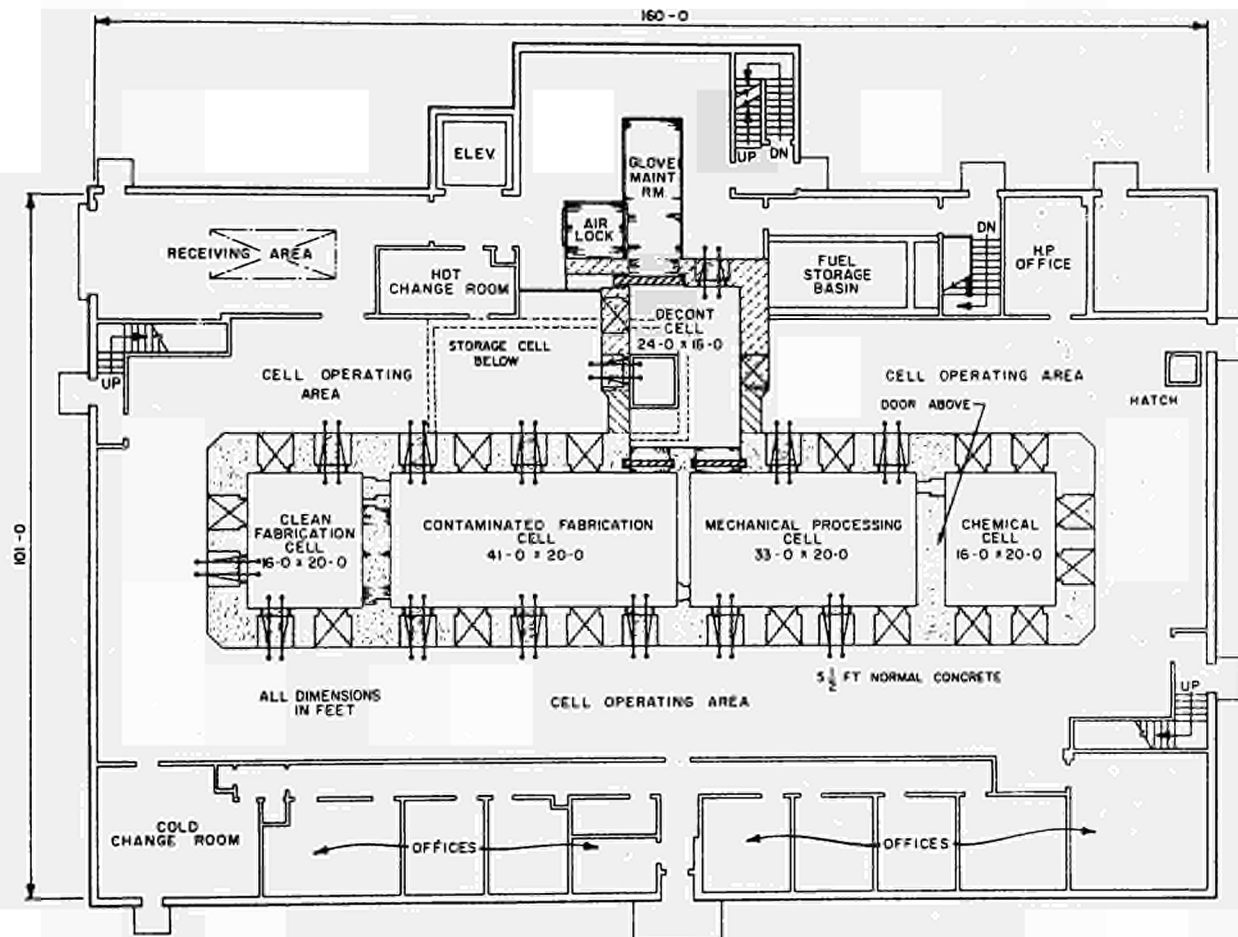 160-0
ELEV.
UP
DN
GLOVE
MAINT
RM.
AIR
LOCK
RECEIVING AREA
HOT
CHANGE ROOM
FUEL
STORAGE
BASIN
DN
H.P.
OFFICE
DECONT
CELL
24-0 X 16-0
STORAGE CELL
BELOW
UP
CELL OPERATING
AREA
CELL OPERATING AREA
DOOR ABOVE
HATCH
101-0
CLEAN
FABRICATION
CELL
16-0 X 20-0
CONTAMINATED FABRICATION
CELL
41-0 X 20-0
MECHANICAL PROCESSING
CELL
33-0 X 20-0
CHEMICAL
CELL
16-0 X 20-0
ALL DIMENSIONS
IN FEET
CELL OPERATING AREA
5 1/2 FT NORMAL CONCRETE
UP
COLD
CHANGE ROOM
OFFICES
OFFICES